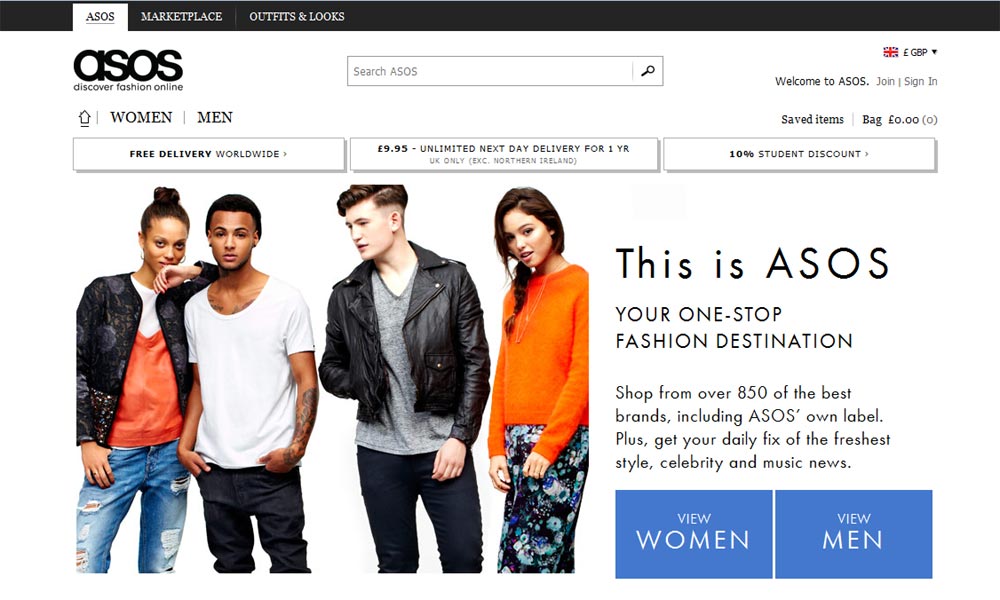 ASOS
MARKETPLACE
OUTFITS & LOOKS
£ GBP
asos
discover fashion online
Search ASOS
Welcome to ASOS. Join | Sign In
WOMEN | MEN
Saved items | Bag £0.00 (0)
FREE DELIVERY WORLDWIDE ›
£9.95 - UNLIMITED NEXT DAY DELIVERY FOR 1 YR
UK ONLY (EXC. NORTHERN IRELAND)
10% STUDENT DISCOUNT ›
This is ASOS
YOUR ONE-STOP
FASHION DESTINATION
Shop from over 850 of the best
brands, including ASOS’ own label.
Plus, get your daily fix of the freshest
style, celebrity and music news.
VIEW
WOMEN
VIEW
MEN